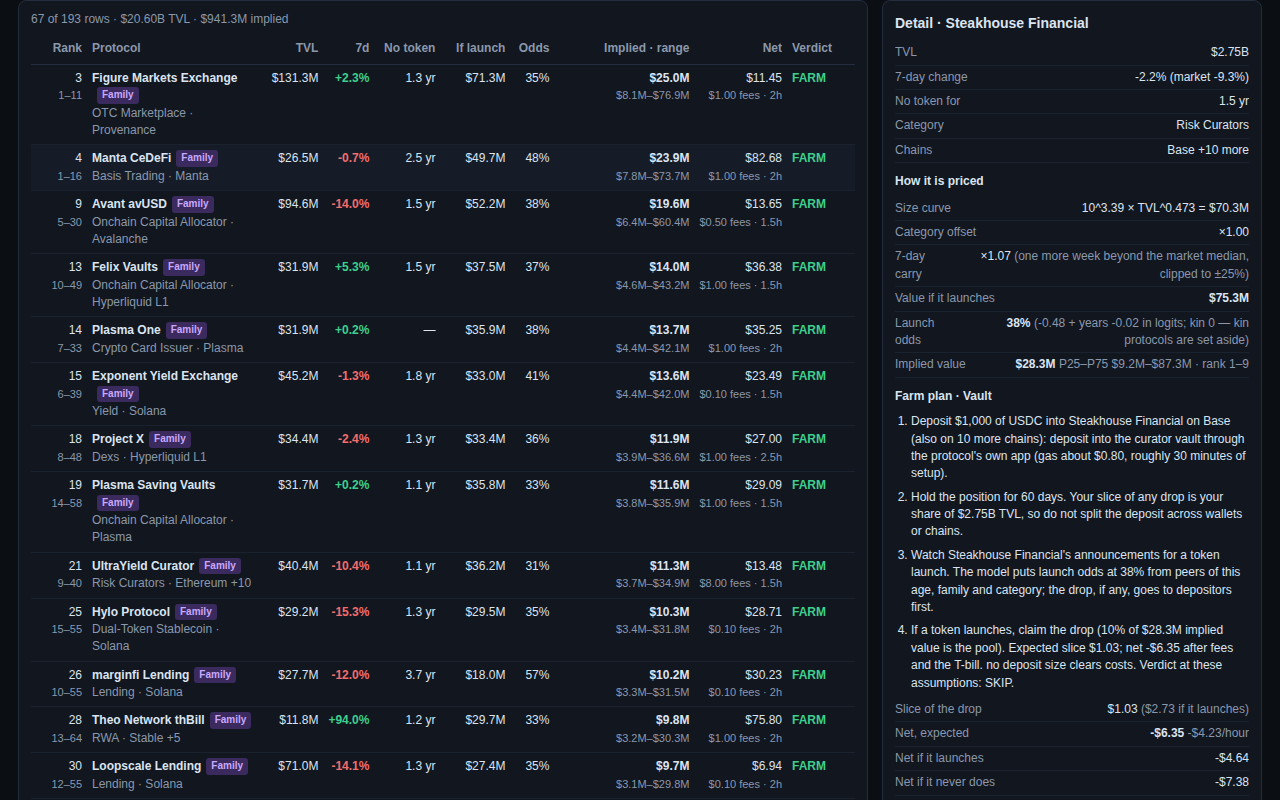 67 of 193 rows · $20.60B TVL · $941.3M implied
Rank Protocol TVL 7d No token If launch Odds Implied · range Net Verdict
3 Figure Markets Exchange $131.3M +2.3% 1.3 yr $71.3M 35% $25.0M $11.45 FARM
1–11 Family $8.1M–$76.9M $1.00 fees · 2h
OTC Marketplace ·
Provenance
4 Manta CeDeFi Family $26.5M -0.7% 2.5 yr $49.7M 48% $23.9M $82.68 FARM
1–16 Basis Trading · Manta $7.8M–$73.7M $1.00 fees · 2h
9 Avant avUSD Family $94.6M -14.0% 1.5 yr $52.2M 38% $19.6M $13.65 FARM
5–30 Onchain Capital Allocator · $6.4M–$60.4M $0.50 fees · 1.5h
Avalanche
13 Felix Vaults Family $31.9M +5.3% 1.5 yr $37.5M 37% $14.0M $36.38 FARM
10–49 Onchain Capital Allocator · $4.6M–$43.2M $1.00 fees · 1.5h
Hyperliquid L1
14 Plasma One Family $31.9M +0.2% — $35.9M 38% $13.7M $35.25 FARM
7–33 Crypto Card Issuer · Plasma $4.4M–$42.1M $1.00 fees · 2h
15 Exponent Yield Exchange $45.2M -1.3% 1.8 yr $33.0M 41% $13.6M $23.49 FARM
6–39 Family $4.4M–$42.0M $0.10 fees · 1.5h
Yield · Solana
18 Project X Family $34.4M -2.4% 1.3 yr $33.4M 36% $11.9M $27.00 FARM
8–48 Dexs · Hyperliquid L1 $3.9M–$36.6M $1.00 fees · 2.5h
19 Plasma Saving Vaults $31.7M +0.2% 1.1 yr $35.8M 33% $11.6M $29.09 FARM
14–58 Family $3.8M–$35.9M $1.00 fees · 1.5h
Onchain Capital Allocator ·
Plasma
21 UltraYield Curator Family $40.4M -10.4% 1.1 yr $36.2M 31% $11.3M $13.48 FARM
9–40 Risk Curators · Ethereum +10 $3.7M–$34.9M $8.00 fees · 1.5h
25 Hylo Protocol Family $29.2M -15.3% 1.3 yr $29.5M 35% $10.3M $28.71 FARM
15–55 Dual-Token Stablecoin · $3.4M–$31.8M $0.10 fees · 2h
Solana
26 marginfi Lending Family $27.7M -12.0% 3.7 yr $18.0M 57% $10.2M $30.23 FARM
10–55 Lending · Solana $3.3M–$31.5M $0.10 fees · 2h
28 Theo Network thBill Family $11.8M +94.0% 1.2 yr $29.7M 33% $9.8M $75.80 FARM
13–64 RWA · Stable +5 $3.2M–$30.3M $1.00 fees · 2h
30 Loopscale Lending Family $71.0M -14.1% 1.3 yr $27.4M 35% $9.7M $6.94 FARM
12–55 Lending · Solana $3.1M–$29.8M $0.10 fees · 2h
Detail · Steakhouse Financial
TVL $2.75B
7-day change -2.2% (market -9.3%)
No token for 1.5 yr
Category Risk Curators
Chains Base +10 more
How it is priced
Size curve 10^3.39 × TVL^0.473 = $70.3M
Category offset ×1.00
7-day ×1.07 (one more week beyond the market median,
carry clipped to ±25%)
Value if it launches $75.3M
Launch 38% (-0.48 + years -0.02 in logits; kin 0 — kin
odds protocols are set aside)
Implied value $28.3M P25–P75 $9.2M–$87.3M · rank 1–9
Farm plan · Vault
1. Deposit $1,000 of USDC into Steakhouse Financial on Base
(also on 10 more chains): deposit into the curator vault through
the protocol's own app (gas about $0.80, roughly 30 minutes of
setup).
2. Hold the position for 60 days. Your slice of any drop is your
share of $2.75B TVL, so do not split the deposit across wallets
or chains.
3. Watch Steakhouse Financial's announcements for a token
launch. The model puts launch odds at 38% from peers of this
age, family and category; the drop, if any, goes to depositors
first.
4. If a token launches, claim the drop (10% of $28.3M implied
value is the pool). Expected slice $1.03; net -$6.35 after fees
and the T-bill. no deposit size clears costs. Verdict at these
assumptions: SKIP.
Slice of the drop $1.03 ($2.73 if it launches)
Net, expected -$6.35 -$4.23/hour
Net if it launches -$4.64
Net if it never does -$7.38